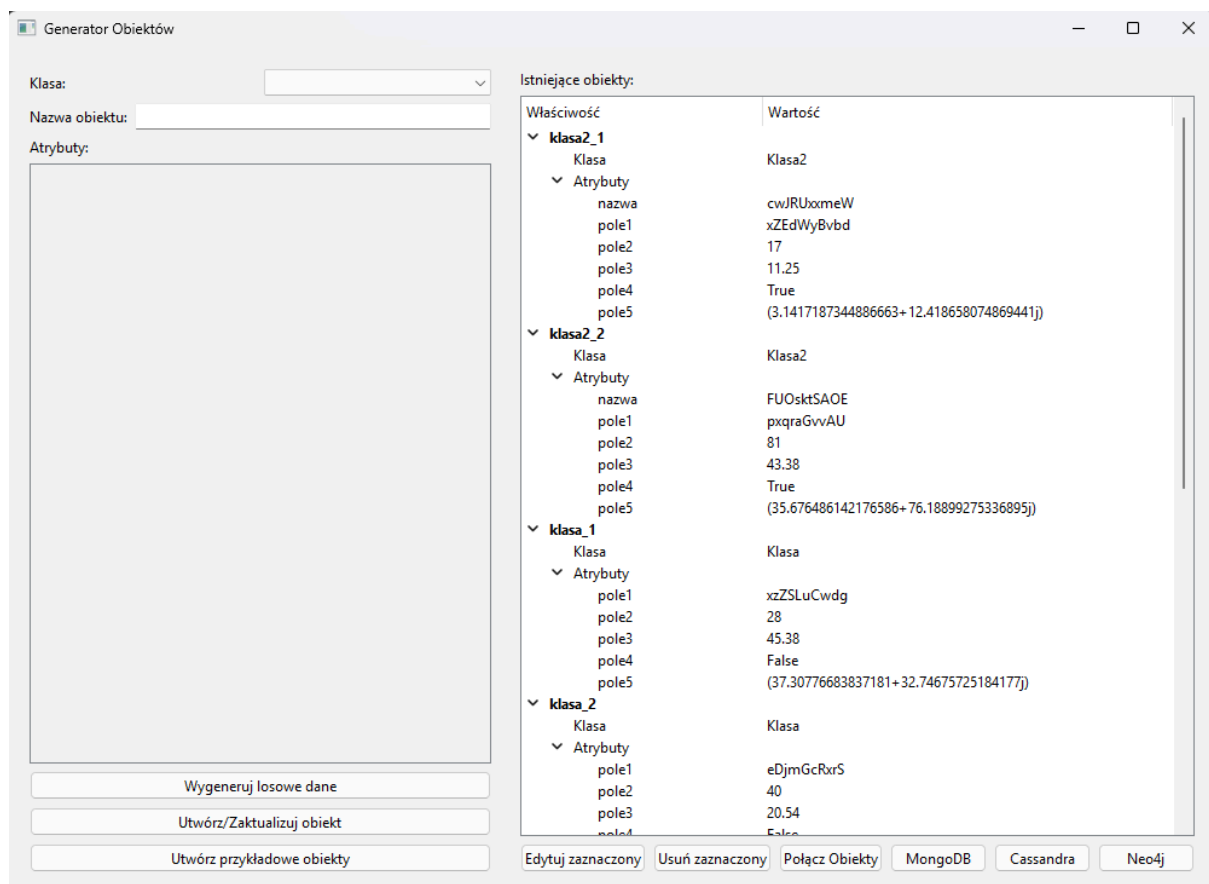 Generator Obiektów
Klasa:
Nazwa obiektu:
Atrybuty:
Wygeneruj losowe dane
Utwórz/Zaktualizuj obiekt
Utwórz przykładowe obiekty
Istniejące obiekty:
Właściwość Wartość
klasa2_1
Klasa Klasa2
Atrybuty
nazwa cwJRUxxmeW
pole1 xZEdWyBvbd
pole2 17
pole3 11.25
pole4 True
pole5 (3.1417187344886663+12.418658074869441j)
klasa2_2
Klasa Klasa2
Atrybuty
nazwa FUOsktSAOE
pole1 pxqraGvvAU
pole2 81
pole3 43.38
pole4 True
pole5 (35.676486142176586+76.18899275336895j)
klasa_1
Klasa Klasa
Atrybuty
pole1 xzZSLuCwdg
pole2 28
pole3 45.38
pole4 False
pole5 (37.30776683837181+32.74675725184177j)
klasa_2
Klasa Klasa
Atrybuty
pole1 eDjmGcRxrS
pole2 40
pole3 20.54
pole4 False
Edytuj zaznaczony Usuń zaznaczony Połącz Obiekty MongoDB Cassandra Neo4j